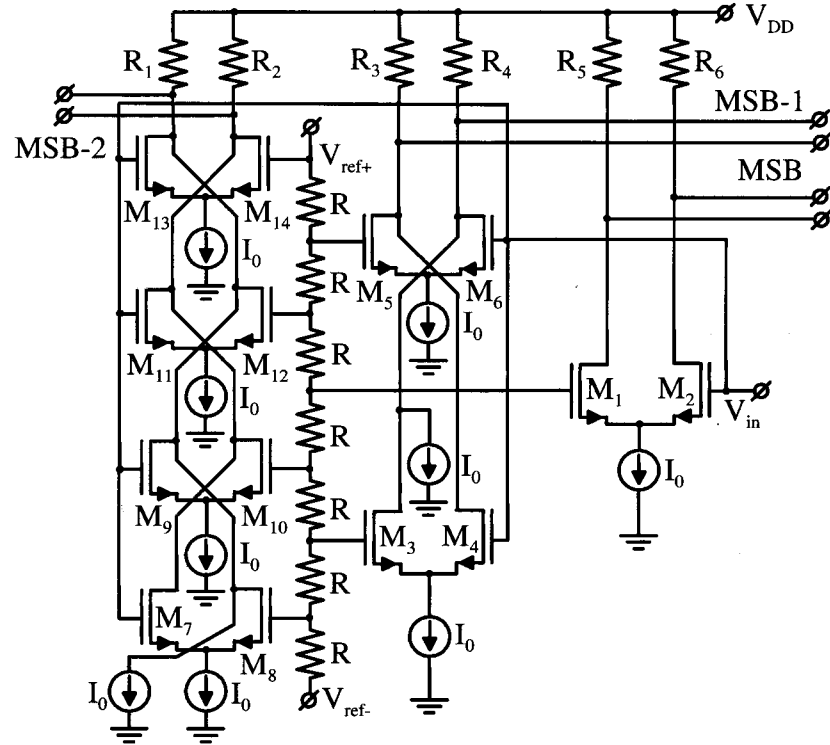 V_DD
R_1 R_2 R_3 R_4 R_5 R_6
MSB-1
MSB-2
MSB
V_ref+
M_13 M_14
R
I_0
M_5 M_6
R
I_0
M_11 M_12
R
M_1 M_2
V_in
I_0
R
I_0
I_0
M_9 M_10
R
M_3 M_4
I_0
R
M_7
M_8
R
I_0
I_0 I_0
V_ref-